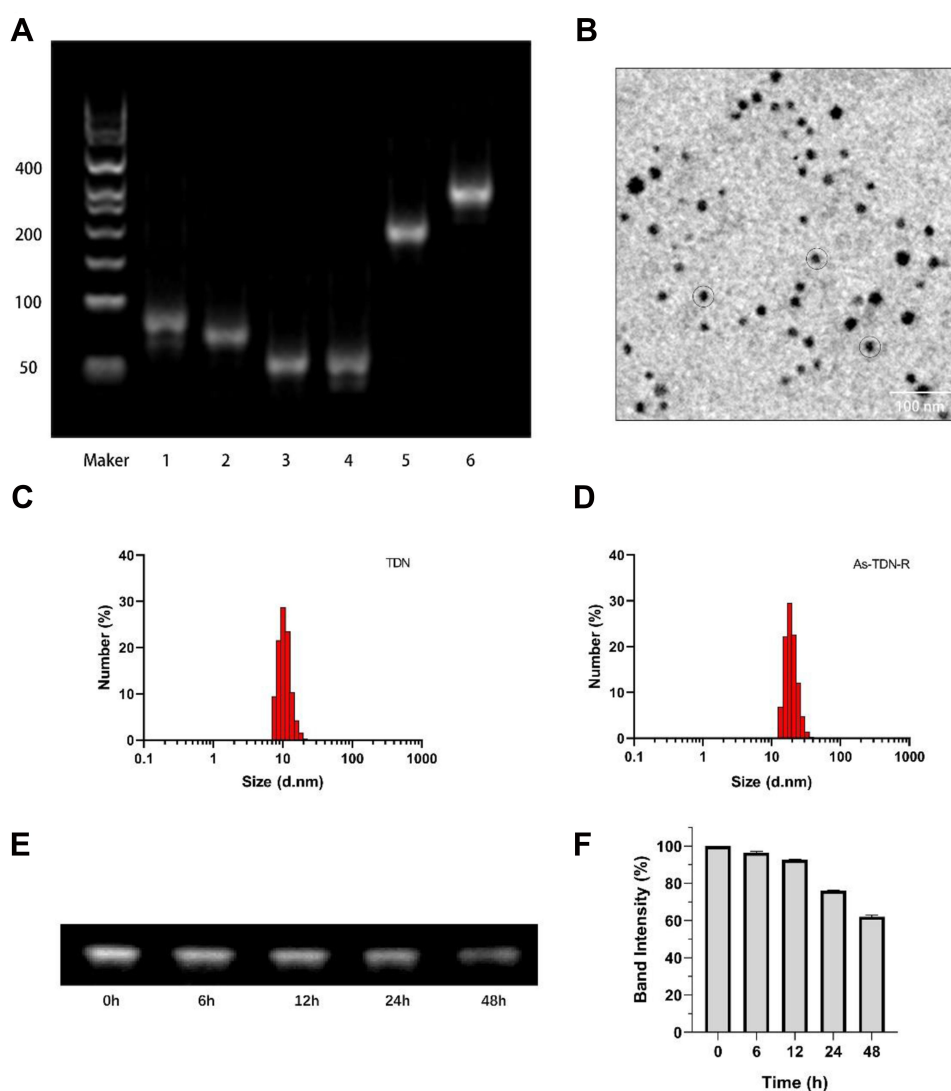 A
B
400
200
100
50
Maker 1 2 3 4 5 6
100 nm
C
D
TDN
40
30
20
10
0
Number (%)
0.1 1 10 100 1000
Size (d.nm)
As-TDN-R
40
30
20
10
0
Number (%)
0.1 1 10 100 1000
Size (d.nm)
E
F
0h 6h 12h 24h 48h
100
80
60
40
20
0
Band Intensity (%)
0 6 12 24 48
Time (h)